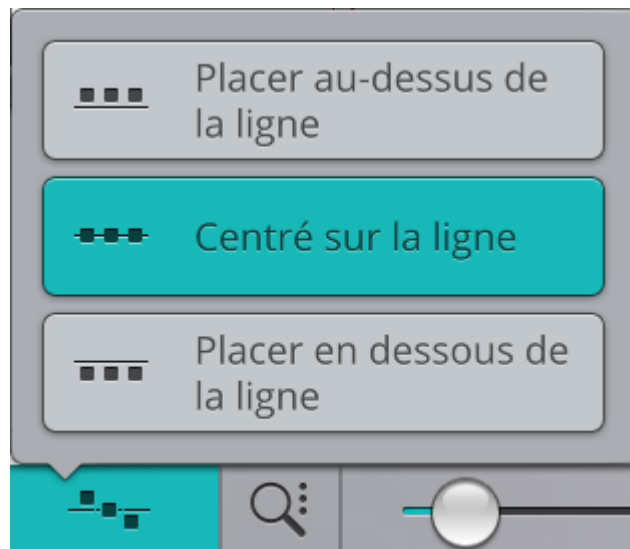 Placer au-dessus de
la ligne
Centré sur la ligne
Placer en dessous de
la ligne